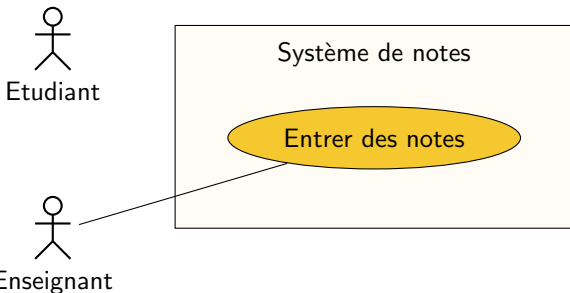 Système de notes
Etudiant
Entrer des notes
Enseignant